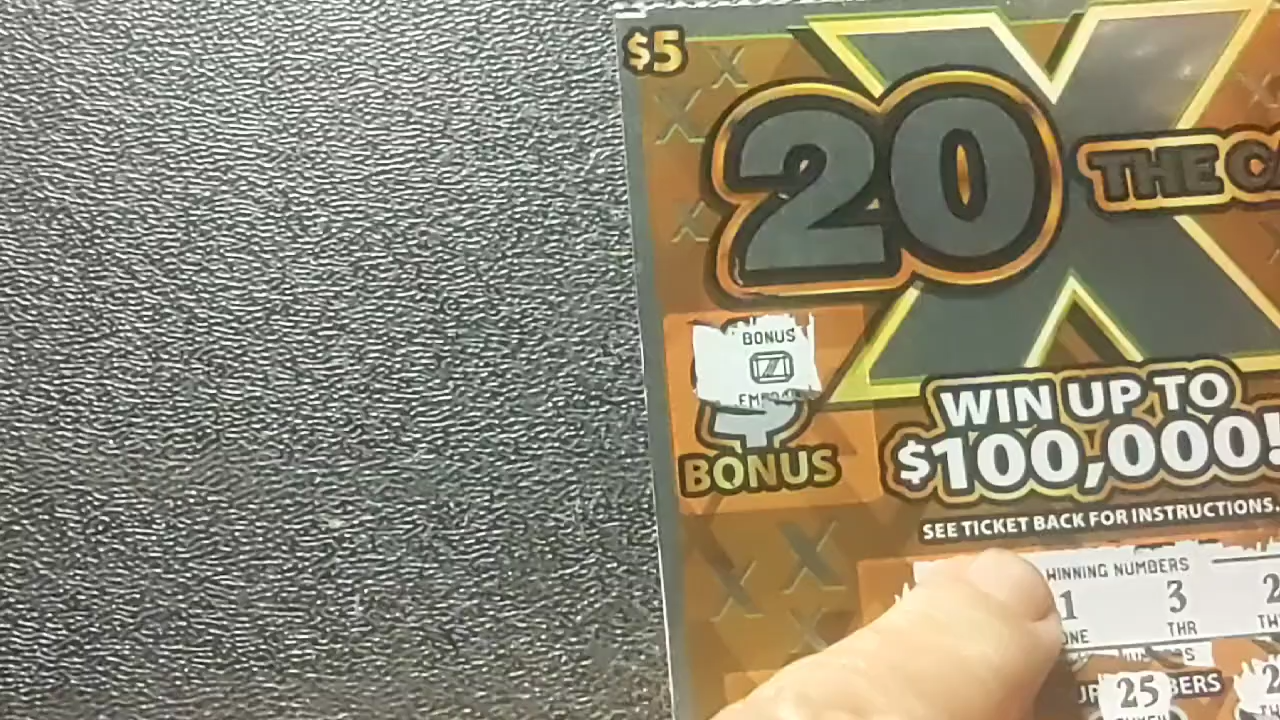 $5
20X THE
BONUS
BONUS
WIN UP TO
$100,000!
SEE TICKET BACK FOR INSTRUCTIONS.
WINNING NUMBERS
1 3
ONE THR
25